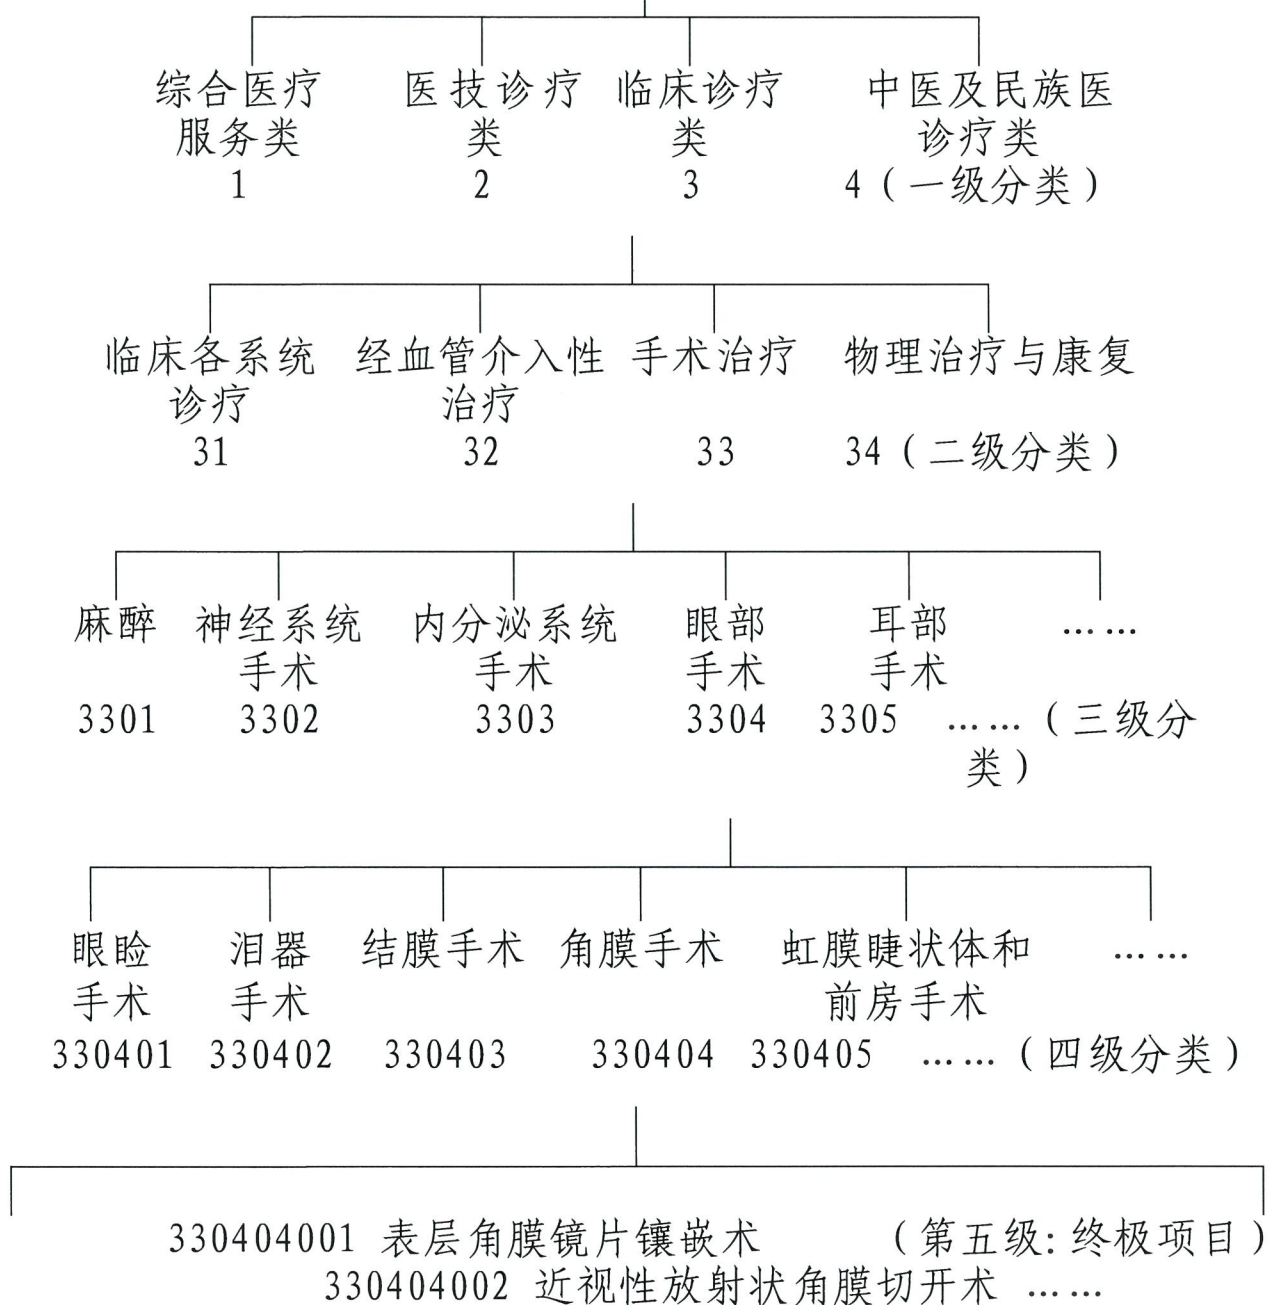 综合医疗 医技诊疗 临床诊疗 中医及民族医
服务类 类 类 诊疗类
1 2 3 4（一级分类）
临床各系统 经血管介入性 手术治疗 物理治疗与康复
诊疗 治疗
31 32 33 34（二级分类）
麻醉 神经系统 内分泌系统 眼部 耳部 ……
手术 手术 手术 手术
3301 3302 3303 3304 3305 ……（三级分
类）
眼睑 泪器 结膜手术 角膜手术 虹膜睫状体和 ……
手术 手术 前房手术
330401 330402 330403 330404 330405 ……（四级分类）
330404001 表层角膜镜片镶嵌术 （第五级：终极项目）
330404002 近视性放射状角膜切开术 ……